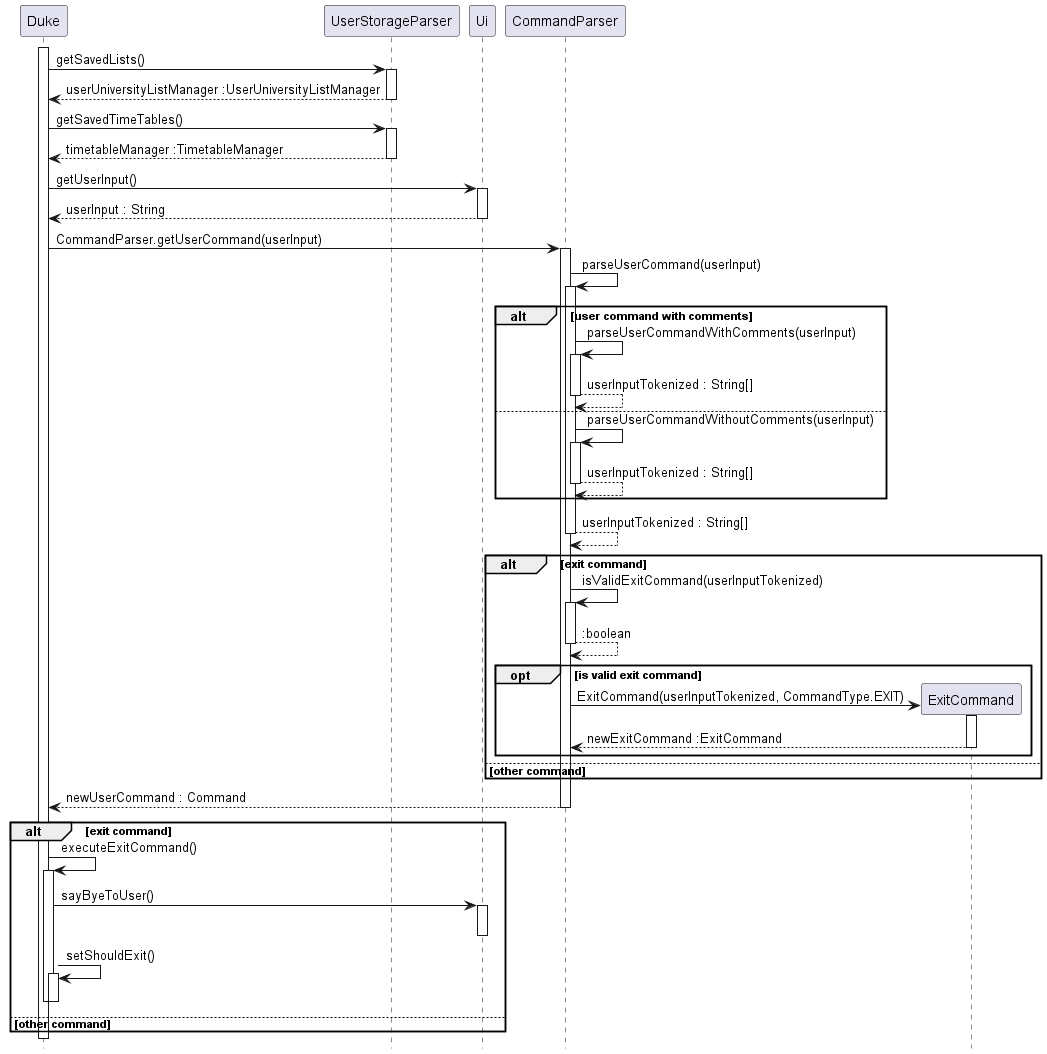 Duke
UserStorageParser
Ui
CommandParser
getSavedLists()
userUniversityListManager :UserUniversityListManager
getSavedTimeTables()
timetableManager :TimetableManager
getUserInput()
userInput : String
CommandParser.getUserCommand(userInput)
parseUserCommand(userInput)
alt
[user command with comments]
parseUserCommandWithComments(userInput)
userInputTokenized : String[]
parseUserCommandWithoutComments(userInput)
userInputTokenized : String[]
userInputTokenized : String[]
alt
[exit command]
isValidExitCommand(userInputTokenized)
:boolean
opt
[is valid exit command]
ExitCommand(userInputTokenized, CommandType.EXIT)
ExitCommand
newExitCommand :ExitCommand
[other command]
newUserCommand : Command
alt
[exit command]
executeExitCommand()
sayByeToUser()
setShouldExit()
[other command]